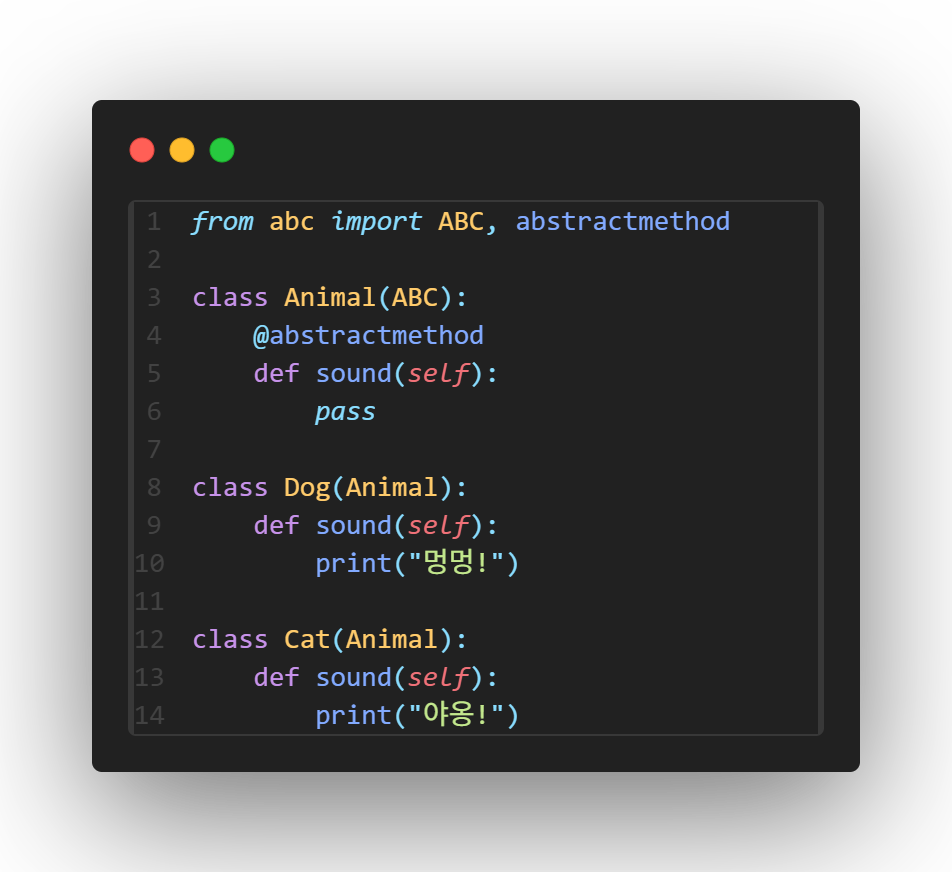 1 from abc import ABC, abstractmethod
2
3 class Animal(ABC):
4     @abstractmethod
5     def sound(self):
6         pass
7
8 class Dog(Animal):
9     def sound(self):
10         print("멍멍!")
11
12 class Cat(Animal):
13     def sound(self):
14         print("야옹!")